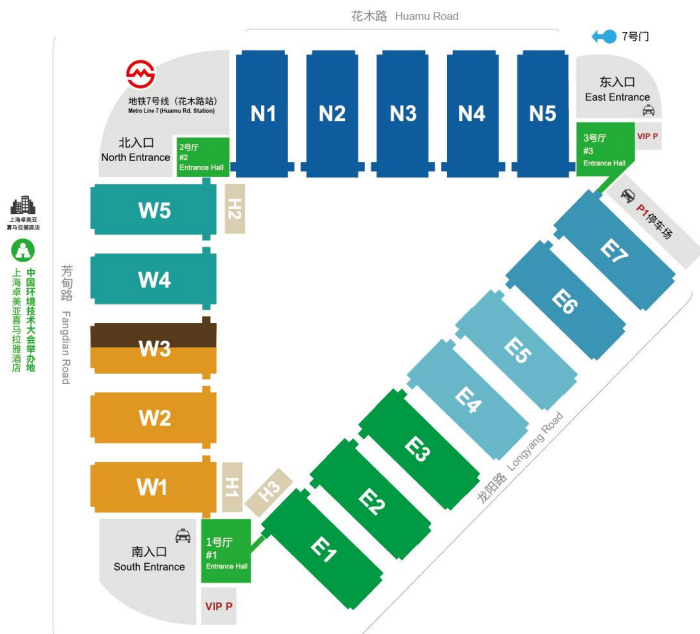 花木路 Huamu Road
7号门
地铁7号线（花木路站）
Metro Line 7 (Huamu Rd. Station)
北入口
North Entrance
2号厅
#2
Entrance Hall
N1
N2
N3
N4
N5
东入口
East Entrance
3号厅
#3
Entrance Hall
VIP P
P1停车场
上海卓美亚
喜马拉雅酒店
中国环境技术大会举办地
上海卓美亚喜马拉雅酒店
芳甸路 Fangdian Road
W5
H2
W4
W3
W2
W1
H1
H3
E7
E6
E5
E4
E3
E2
E1
龙阳路 Longyang Road
南入口
South Entrance
1号厅
#1
Entrance Hall
VIP P